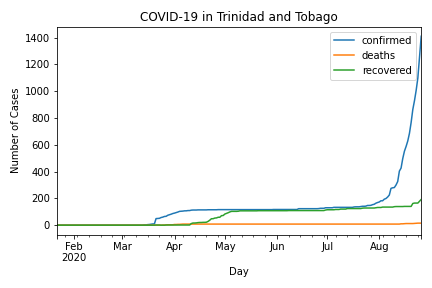 COVID-19 in Trinidad and Tobago
confirmed
deaths
recovered
Number of Cases
1400
1200
1000
800
600
400
200
0
Feb Mar Apr May Jun Jul Aug
2020
Day